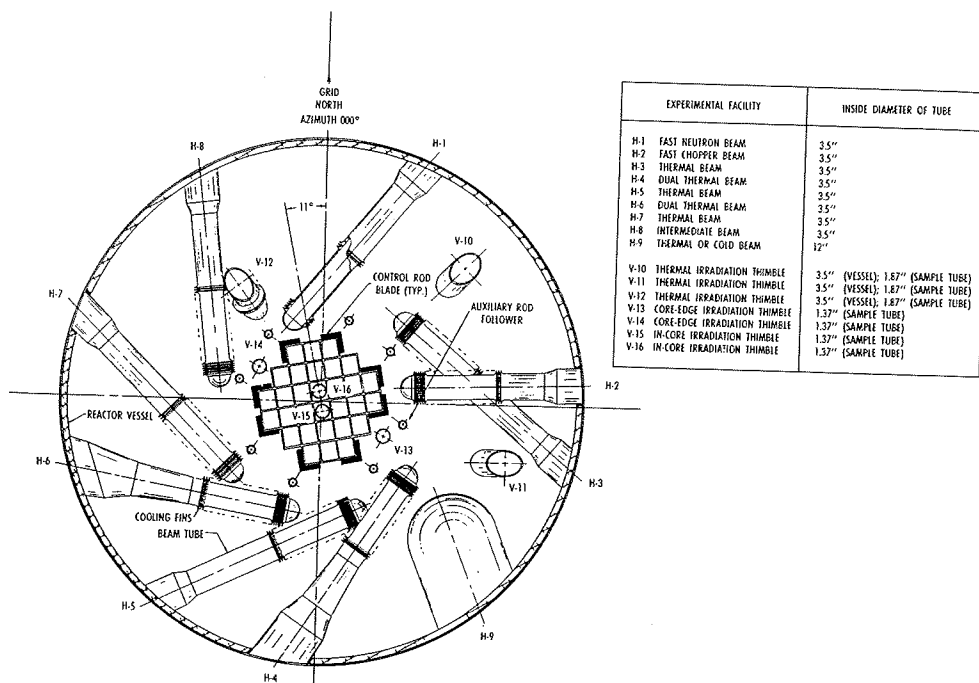 GRID
NORTH
AZIMUTH 000°
H-8
H-1
11°
V-10
V-12
CONTROL ROD
BLADE (TYP.)
AUXILIARY ROD
FOLLOWER
H-7
V-14
V-16
H-2
V-15
REACTOR VESSEL
V-13
H-6
V-11
H-3
COOLING FINS
BEAM TUBE
H-5
H-9
H-4
EXPERIMENTAL FACILITY INSIDE DIAMETER OF TUBE
H-1 FAST NEUTRON BEAM 3.5"
H-2 FAST CHOPPER BEAM 3.5"
H-3 THERMAL BEAM 3.5"
H-4 DUAL THERMAL BEAM 3.5"
H-5 THERMAL BEAM 3.5"
H-6 DUAL THERMAL BEAM 3.5"
H-7 THERMAL BEAM 3.5"
H-8 INTERMEDIATE BEAM 3.5"
H-9 THERMAL OR COLD BEAM 12"
V-10 THERMAL IRRADIATION THIMBLE 3.5" (VESSEL); 1.87" (SAMPLE TUBE)
V-11 THERMAL IRRADIATION THIMBLE 3.5" (VESSEL); 1.87" (SAMPLE TUBE)
V-12 THERMAL IRRADIATION THIMBLE 3.5" (VESSEL); 1.87" (SAMPLE TUBE)
V-13 CORE-EDGE IRRADIATION THIMBLE 1.37" (SAMPLE TUBE)
V-14 CORE-EDGE IRRADIATION THIMBLE 1.37" (SAMPLE TUBE)
V-15 IN-CORE IRRADIATION THIMBLE 1.37" (SAMPLE TUBE)
V-16 IN-CORE IRRADIATION THIMBLE 1.37" (SAMPLE TUBE)